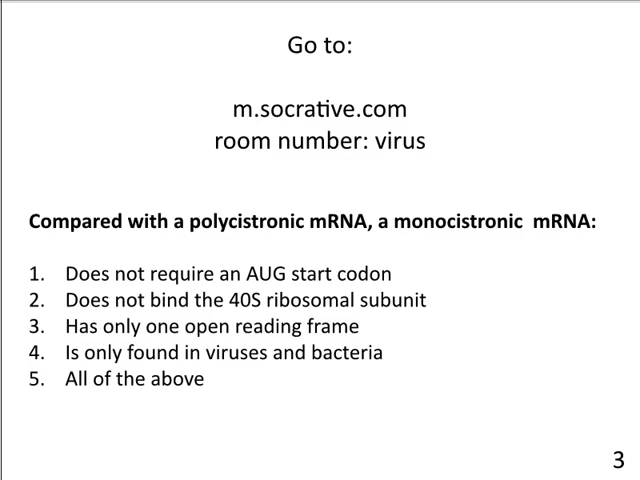 Go to:
m.socrative.com
room number: virus
Compared with a polycistronic mRNA, a monocistronic mRNA:
1. Does not require an AUG start codon
2. Does not bind the 40S ribosomal subunit
3. Has only one open reading frame
4. Is only found in viruses and bacteria
5. All of the above
3